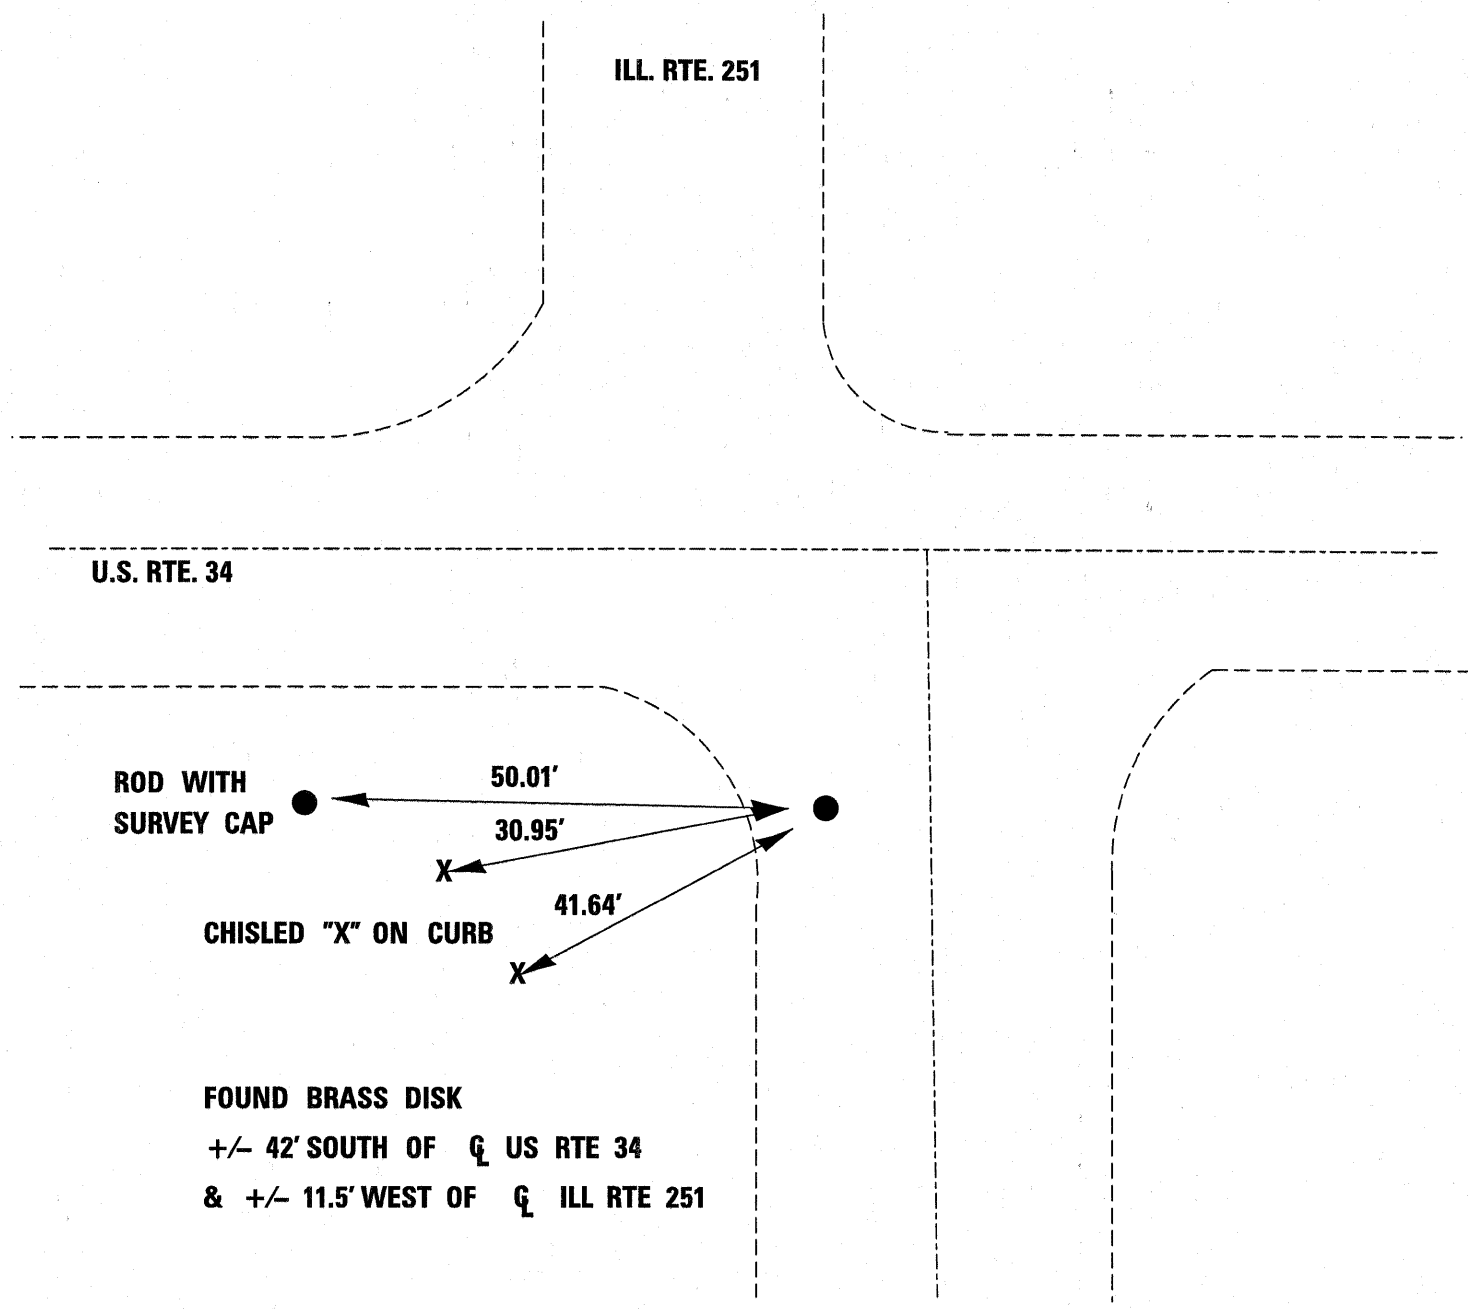 ILL. RTE. 251
U.S. RTE. 34
ROD WITH
SURVEY CAP
50.01'
30.95'
X
41.64'
CHISLED "X" ON CURB
X
FOUND BRASS DISK
+/- 42' SOUTH OF ℄ US RTE 34
& +/- 11.5' WEST OF ℄ ILL RTE 251